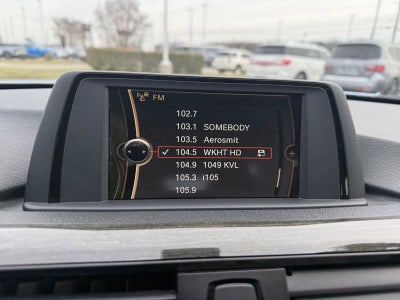 FM
102.7
103.1 SOMEBODY
103.5 Aerosmit
104.5 WKHT HD
104.9 1049 KVL
105.3 i105
105.9